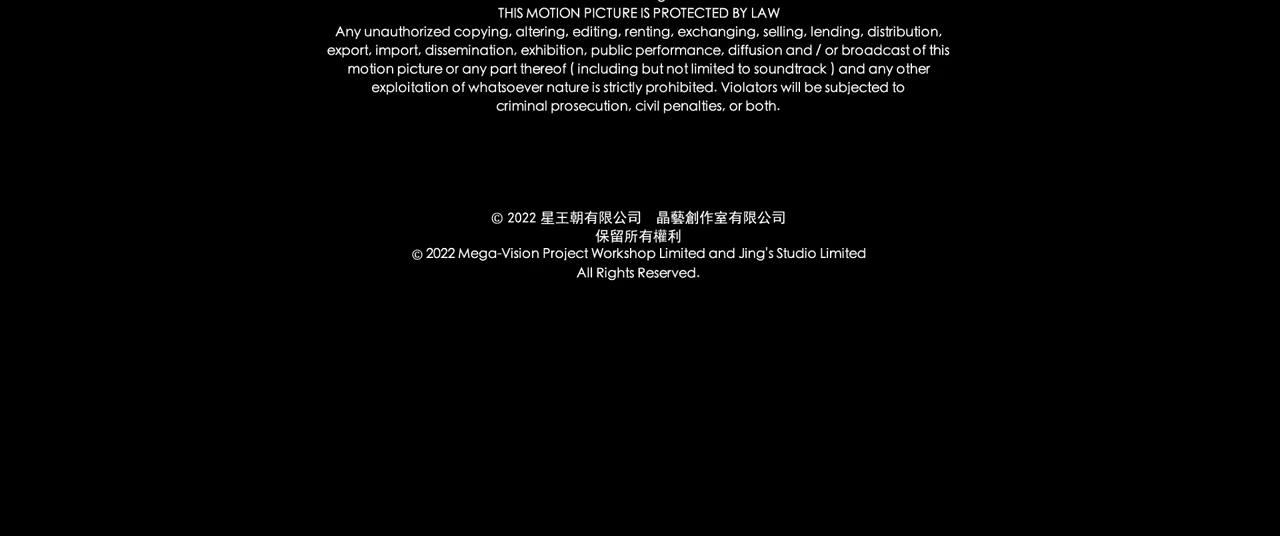 THIS MOTION PICTURE IS PROTECTED BY LAW
Any unauthorized copying, altering, editing, renting, exchanging, selling, lending, distribution,
export, import, dissemination, exhibition, public performance, diffusion and / or broadcast of this
motion picture or any part thereof ( including but not limited to soundtrack ) and any other
exploitation of whatsoever nature is strictly prohibited. Violators will be subjected to
criminal prosecution, civil penalties, or both.
© 2022 星王朝有限公司　晶藝創作室有限公司
保留所有權利
© 2022 Mega-Vision Project Workshop Limited and Jing's Studio Limited
All Rights Reserved.